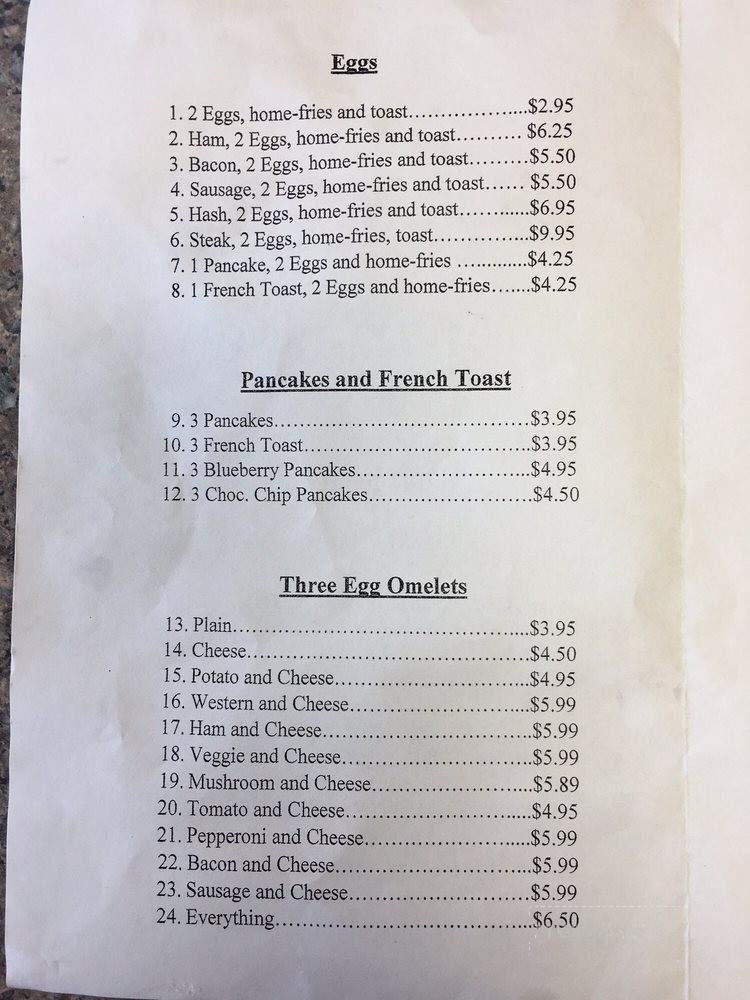 Eggs
1. 2 Eggs, home-fries and toast....................$2.95
2. Ham, 2 Eggs, home-fries and toast.......... $6.25
3. Bacon, 2 Eggs, home-fries and toast.........$5.50
4. Sausage, 2 Eggs, home-fries and toast...... $5.50
5. Hash, 2 Eggs, home-fries and toast............$6.95
6. Steak, 2 Eggs, home-fries, toast................$9.95
7. 1 Pancake, 2 Eggs and home-fries ............$4.25
8. 1 French Toast, 2 Eggs and home-fries.......$4.25
Pancakes and French Toast
9. 3 Pancakes..........................................$3.95
10. 3 French Toast.....................................$3.95
11. 3 Blueberry Pancakes............................$4.95
12. 3 Choc. Chip Pancakes..........................$4.50
Three Egg Omelets
13. Plain................................................$3.95
14. Cheese..............................................$4.50
15. Potato and Cheese................................$4.95
16. Western and Cheese..............................$5.99
17. Ham and Cheese..................................$5.99
18. Veggie and Cheese...............................$5.99
19. Mushroom and Cheese..........................$5.89
20. Tomato and Cheese..............................$4.95
21. Pepperoni and Cheese...........................$5.99
22. Bacon and Cheese................................$5.99
23. Sausage and Cheese..............................$5.99
24. Everything..........................................$6.50